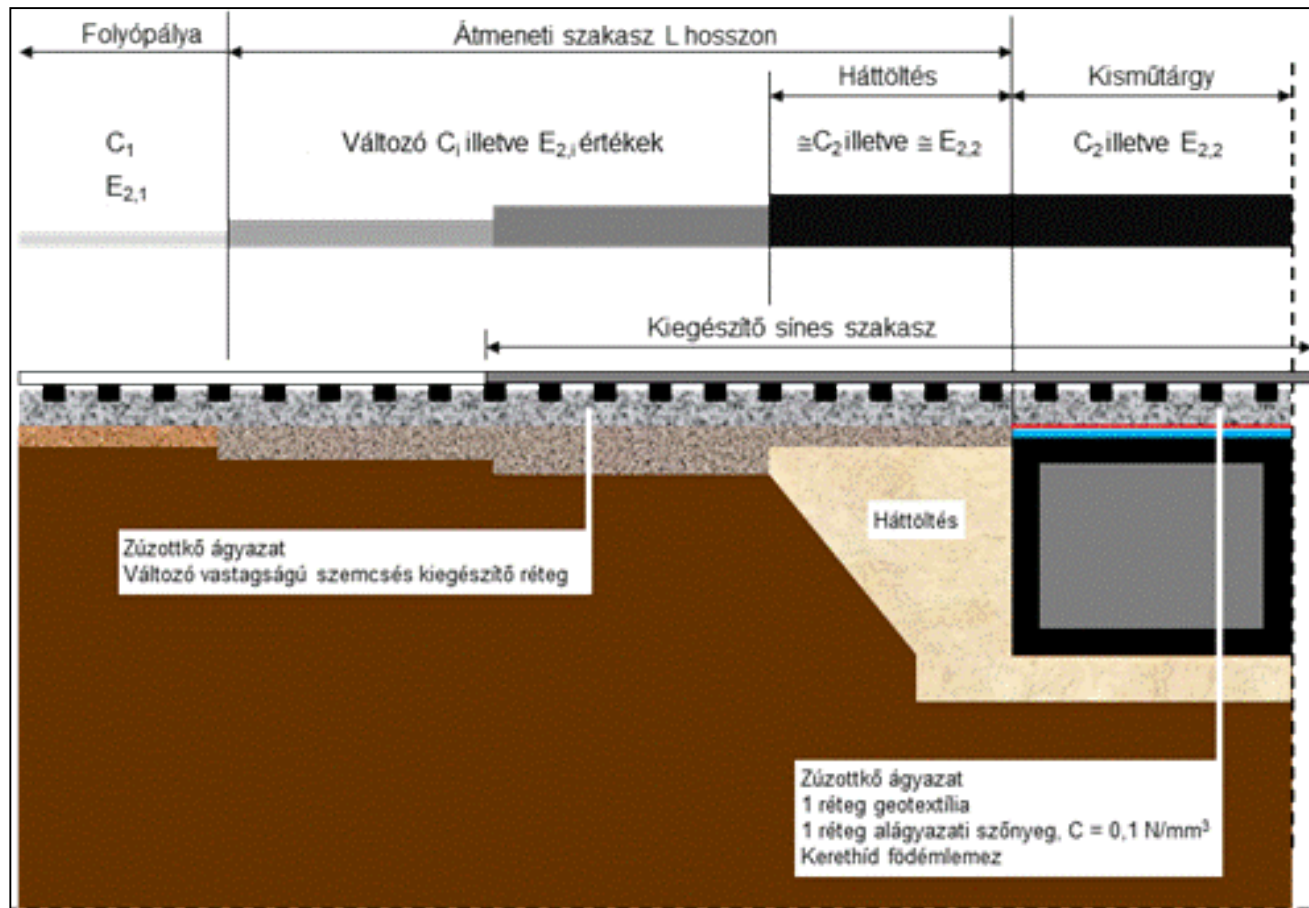 Folyópálya
Átmeneti szakasz L hosszon
Háttöltés
Kisműtárgy
C₁
E₂,₁
Változó Cᵢ illetve E₂,ᵢ értékek
≅C₂ illetve ≅ E₂,₂
C₂ illetve E₂,₂
Kiegészítő sínes szakasz
Háttöltés
Zúzottkő ágyazat
Változó vastagságú szemcsés kiegészítő réteg
Zúzottkő ágyazat
1 réteg geotextília
1 réteg alágyazati szőnyeg, C = 0,1 N/mm³
Kerethíd födémlemez